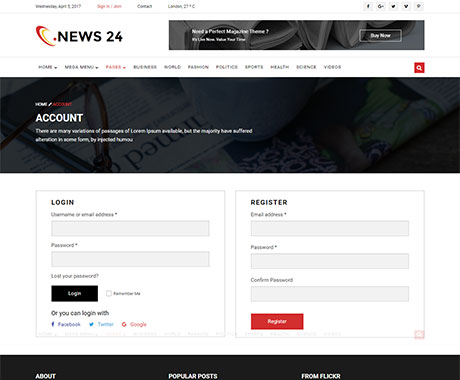 Wednesday, April 5, 2017 Sign In / Join Contact London, 27 ° C
NEWS 24
Need a Perfect Magazine Theme ?
It's Live Now. Value Your Time
Buy Now
HOME MEGA MENU PAGES BUSINESS WORLD FASHION POLITICS SPORTS HEALTH SCIENCE VIDEOS
HOME / ACCOUNT
ACCOUNT
There are many variations of passages of Lorem Ipsum available, but the majority have suffered
alteration in some form, by injected humou
LOGIN
Username or email address *
Password *
Lost your password?
Login
Remember Me
Or you can login with
Facebook Twitter Google
REGISTER
Email address *
Password *
Confirm Password
Register
ABOUT
POPULAR POSTS
FROM FLICKR